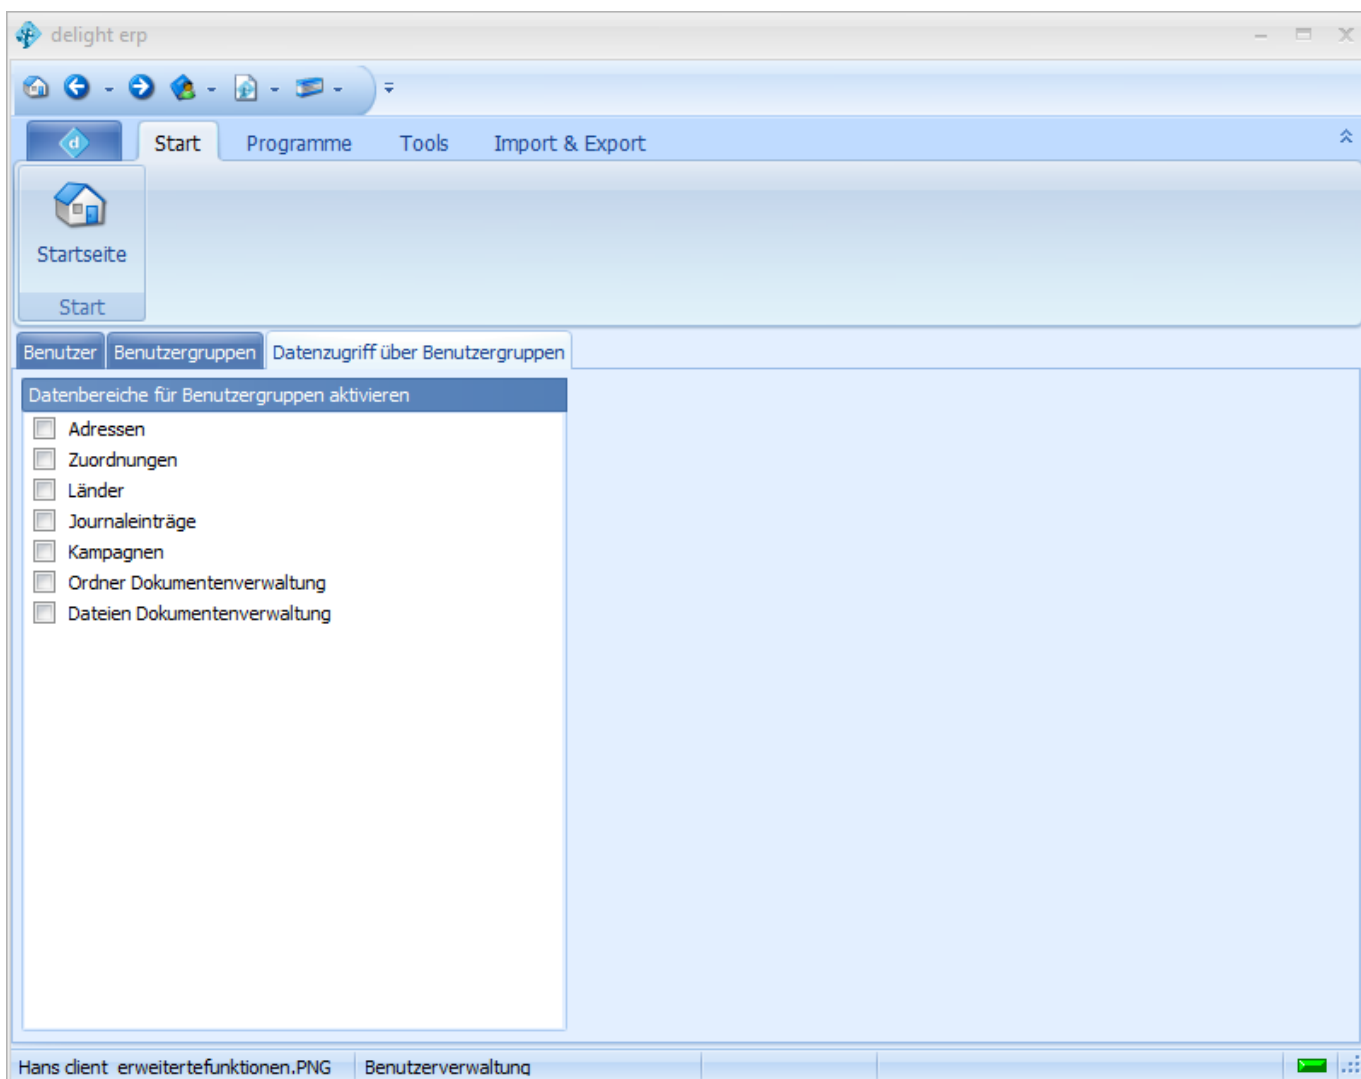 delight erp
Start Programme Tools Import & Export
Startseite
Start
Benutzer Benutzergruppen Datenzugriff über Benutzergruppen
Datenbereiche für Benutzergruppen aktivieren
Adressen
Zuordnungen
Länder
Journaleinträge
Kampagnen
Ordner Dokumentenverwaltung
Dateien Dokumentenverwaltung
Hans client erweitertefunktionen.PNG Benutzerverwaltung